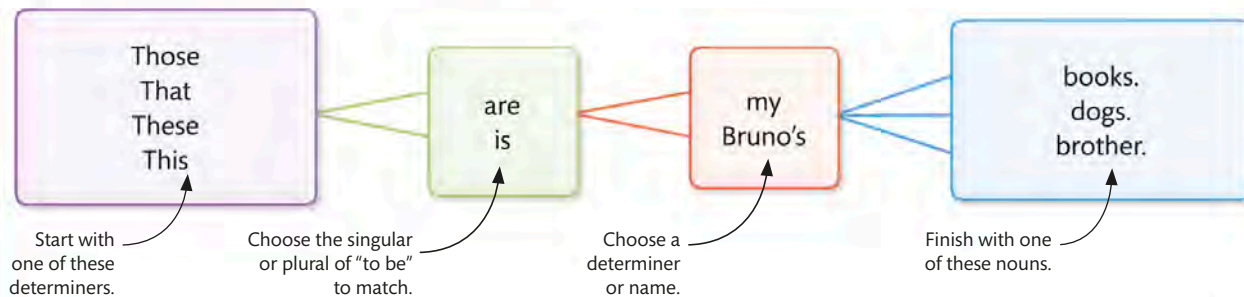 Those
That
These
This
are
is
my
Bruno's
books.
dogs.
brother.
Start with
one of these
determiners.
Choose the singular
or plural of "to be"
to match.
Choose a
determiner
or name.
Finish with one
of these nouns.